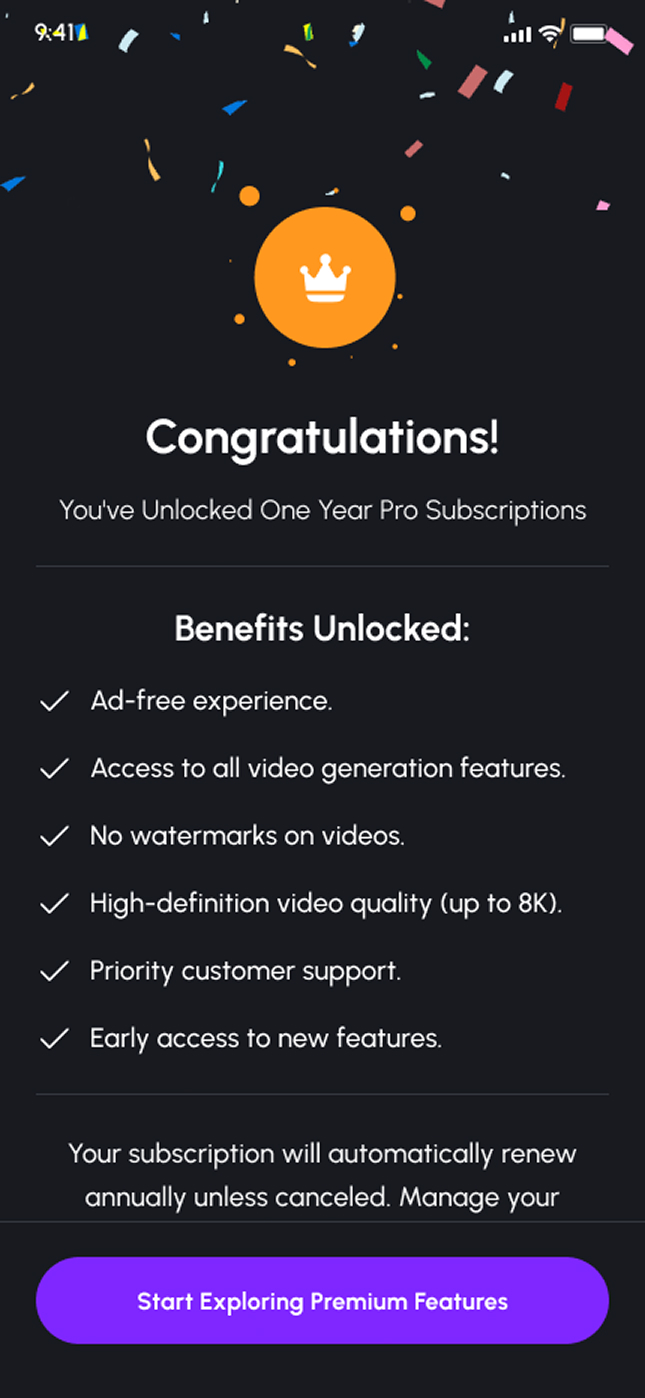 9:41
Congratulations!
You've Unlocked One Year Pro Subscriptions
Benefits Unlocked:
Ad-free experience.
Access to all video generation features.
No watermarks on videos.
High-definition video quality (up to 8K).
Priority customer support.
Early access to new features.
Your subscription will automatically renew
annually unless canceled. Manage your
Start Exploring Premium Features